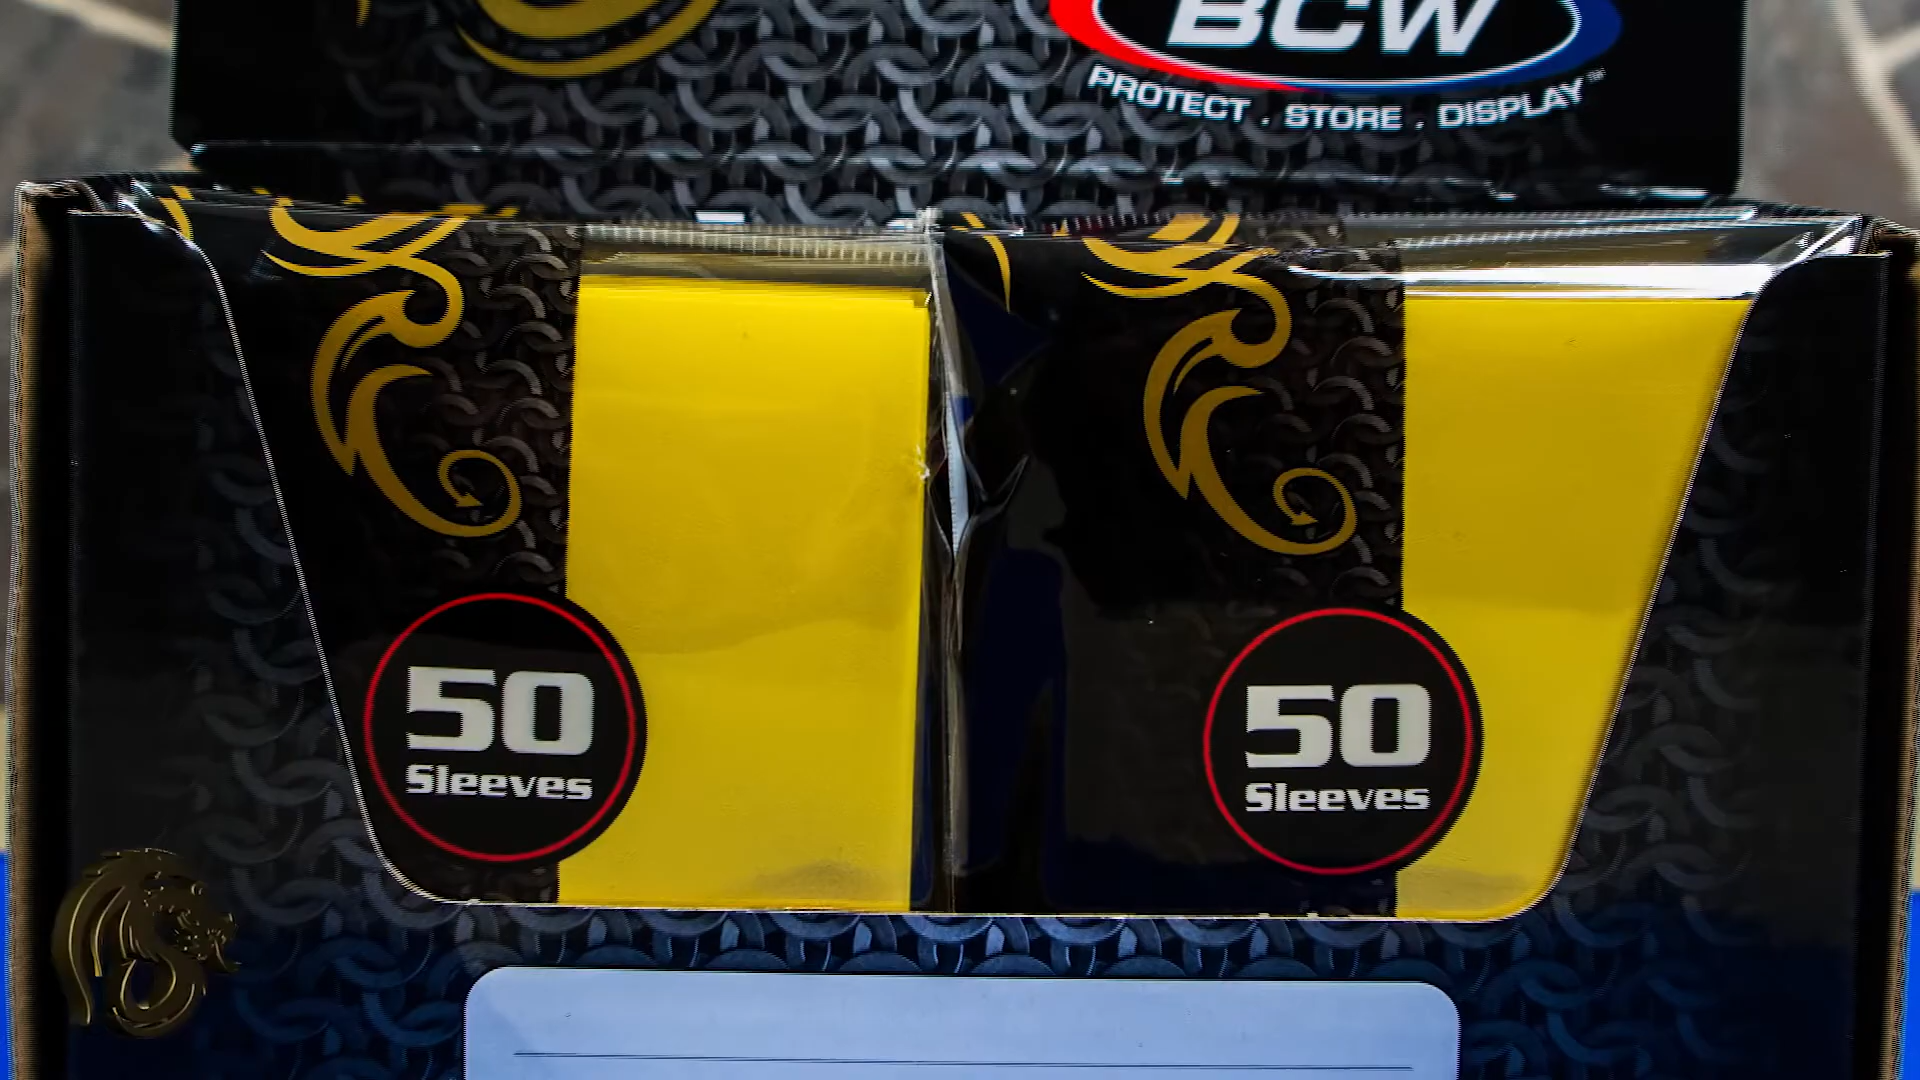 BCW
PROTECT . STORE . DISPLAY™
50
Sleeves
50
Sleeves